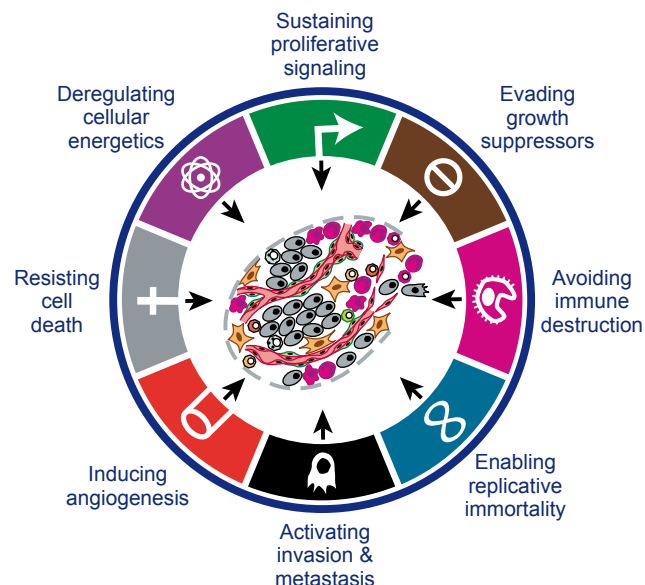 Sustaining
proliferative
signaling
Evading
growth
suppressors
Avoiding
immune
destruction
Enabling
replicative
immortality
Activating
invasion &
metastasis
Inducing
angiogenesis
Resisting
cell
death
Deregulating
cellular
energetics